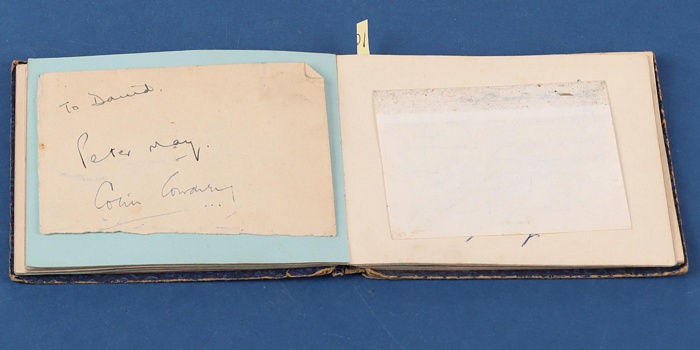 To David.
Peter May.
Colin Cowdrey